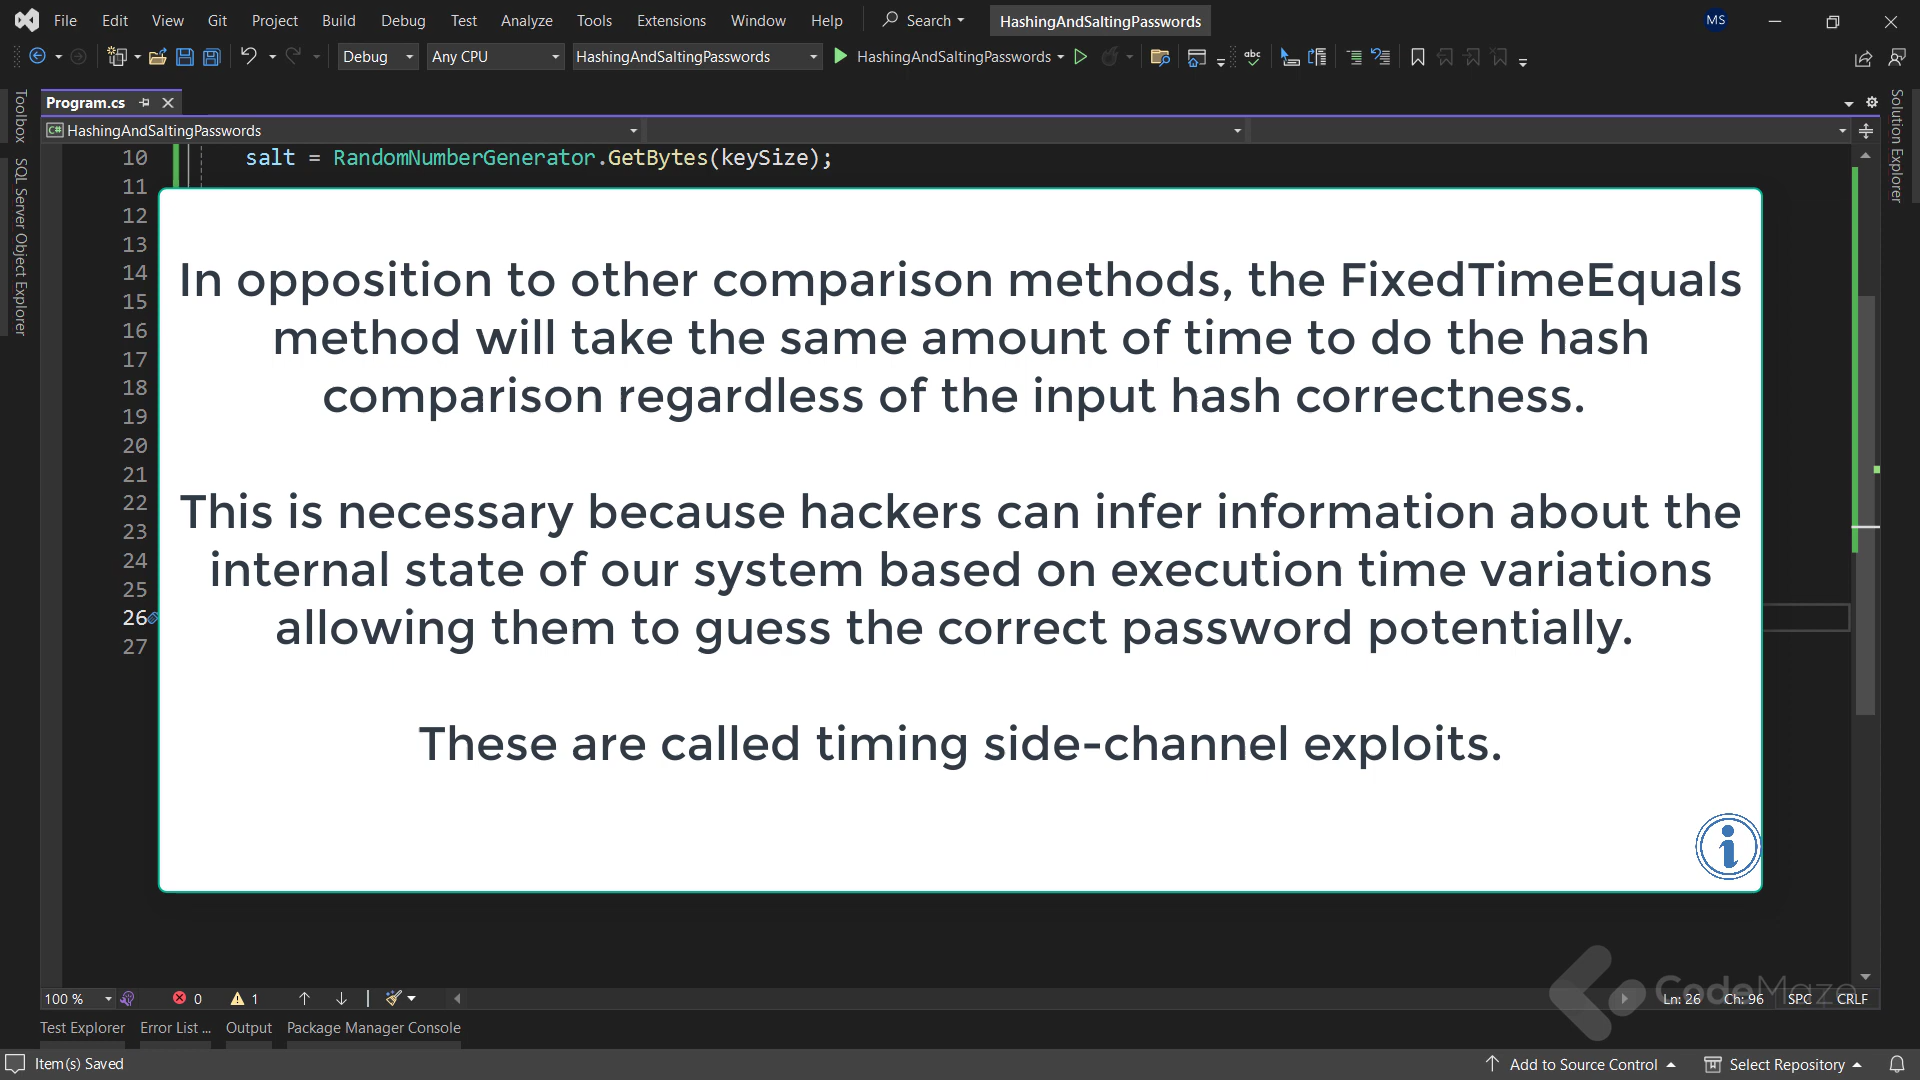 File Edit View Git Project Build Debug Test Analyze Tools Extensions Window Help Search HashingAndSaltingPasswords MS
Debug Any CPU HashingAndSaltingPasswords HashingAndSaltingPasswords
Toolbox
SQL Server Object Explorer
Solution Explorer
Program.cs
C# HashingAndSaltingPasswords
10 salt = RandomNumberGenerator.GetBytes(keySize);
11
12
13
14
15
16
17
18
19
20
21
22
23
24
25
26
27
In opposition to other comparison methods, the FixedTimeEquals
method will take the same amount of time to do the hash
comparison regardless of the input hash correctness.
This is necessary because hackers can infer information about the
internal state of our system based on execution time variations
allowing them to guess the correct password potentially.
These are called timing side-channel exploits.
CodeMaze
100 % 0 1 Ln: 26 Ch: 96 SPC CRLF
Test Explorer Error List ... Output Package Manager Console
Item(s) Saved Add to Source Control Select Repository